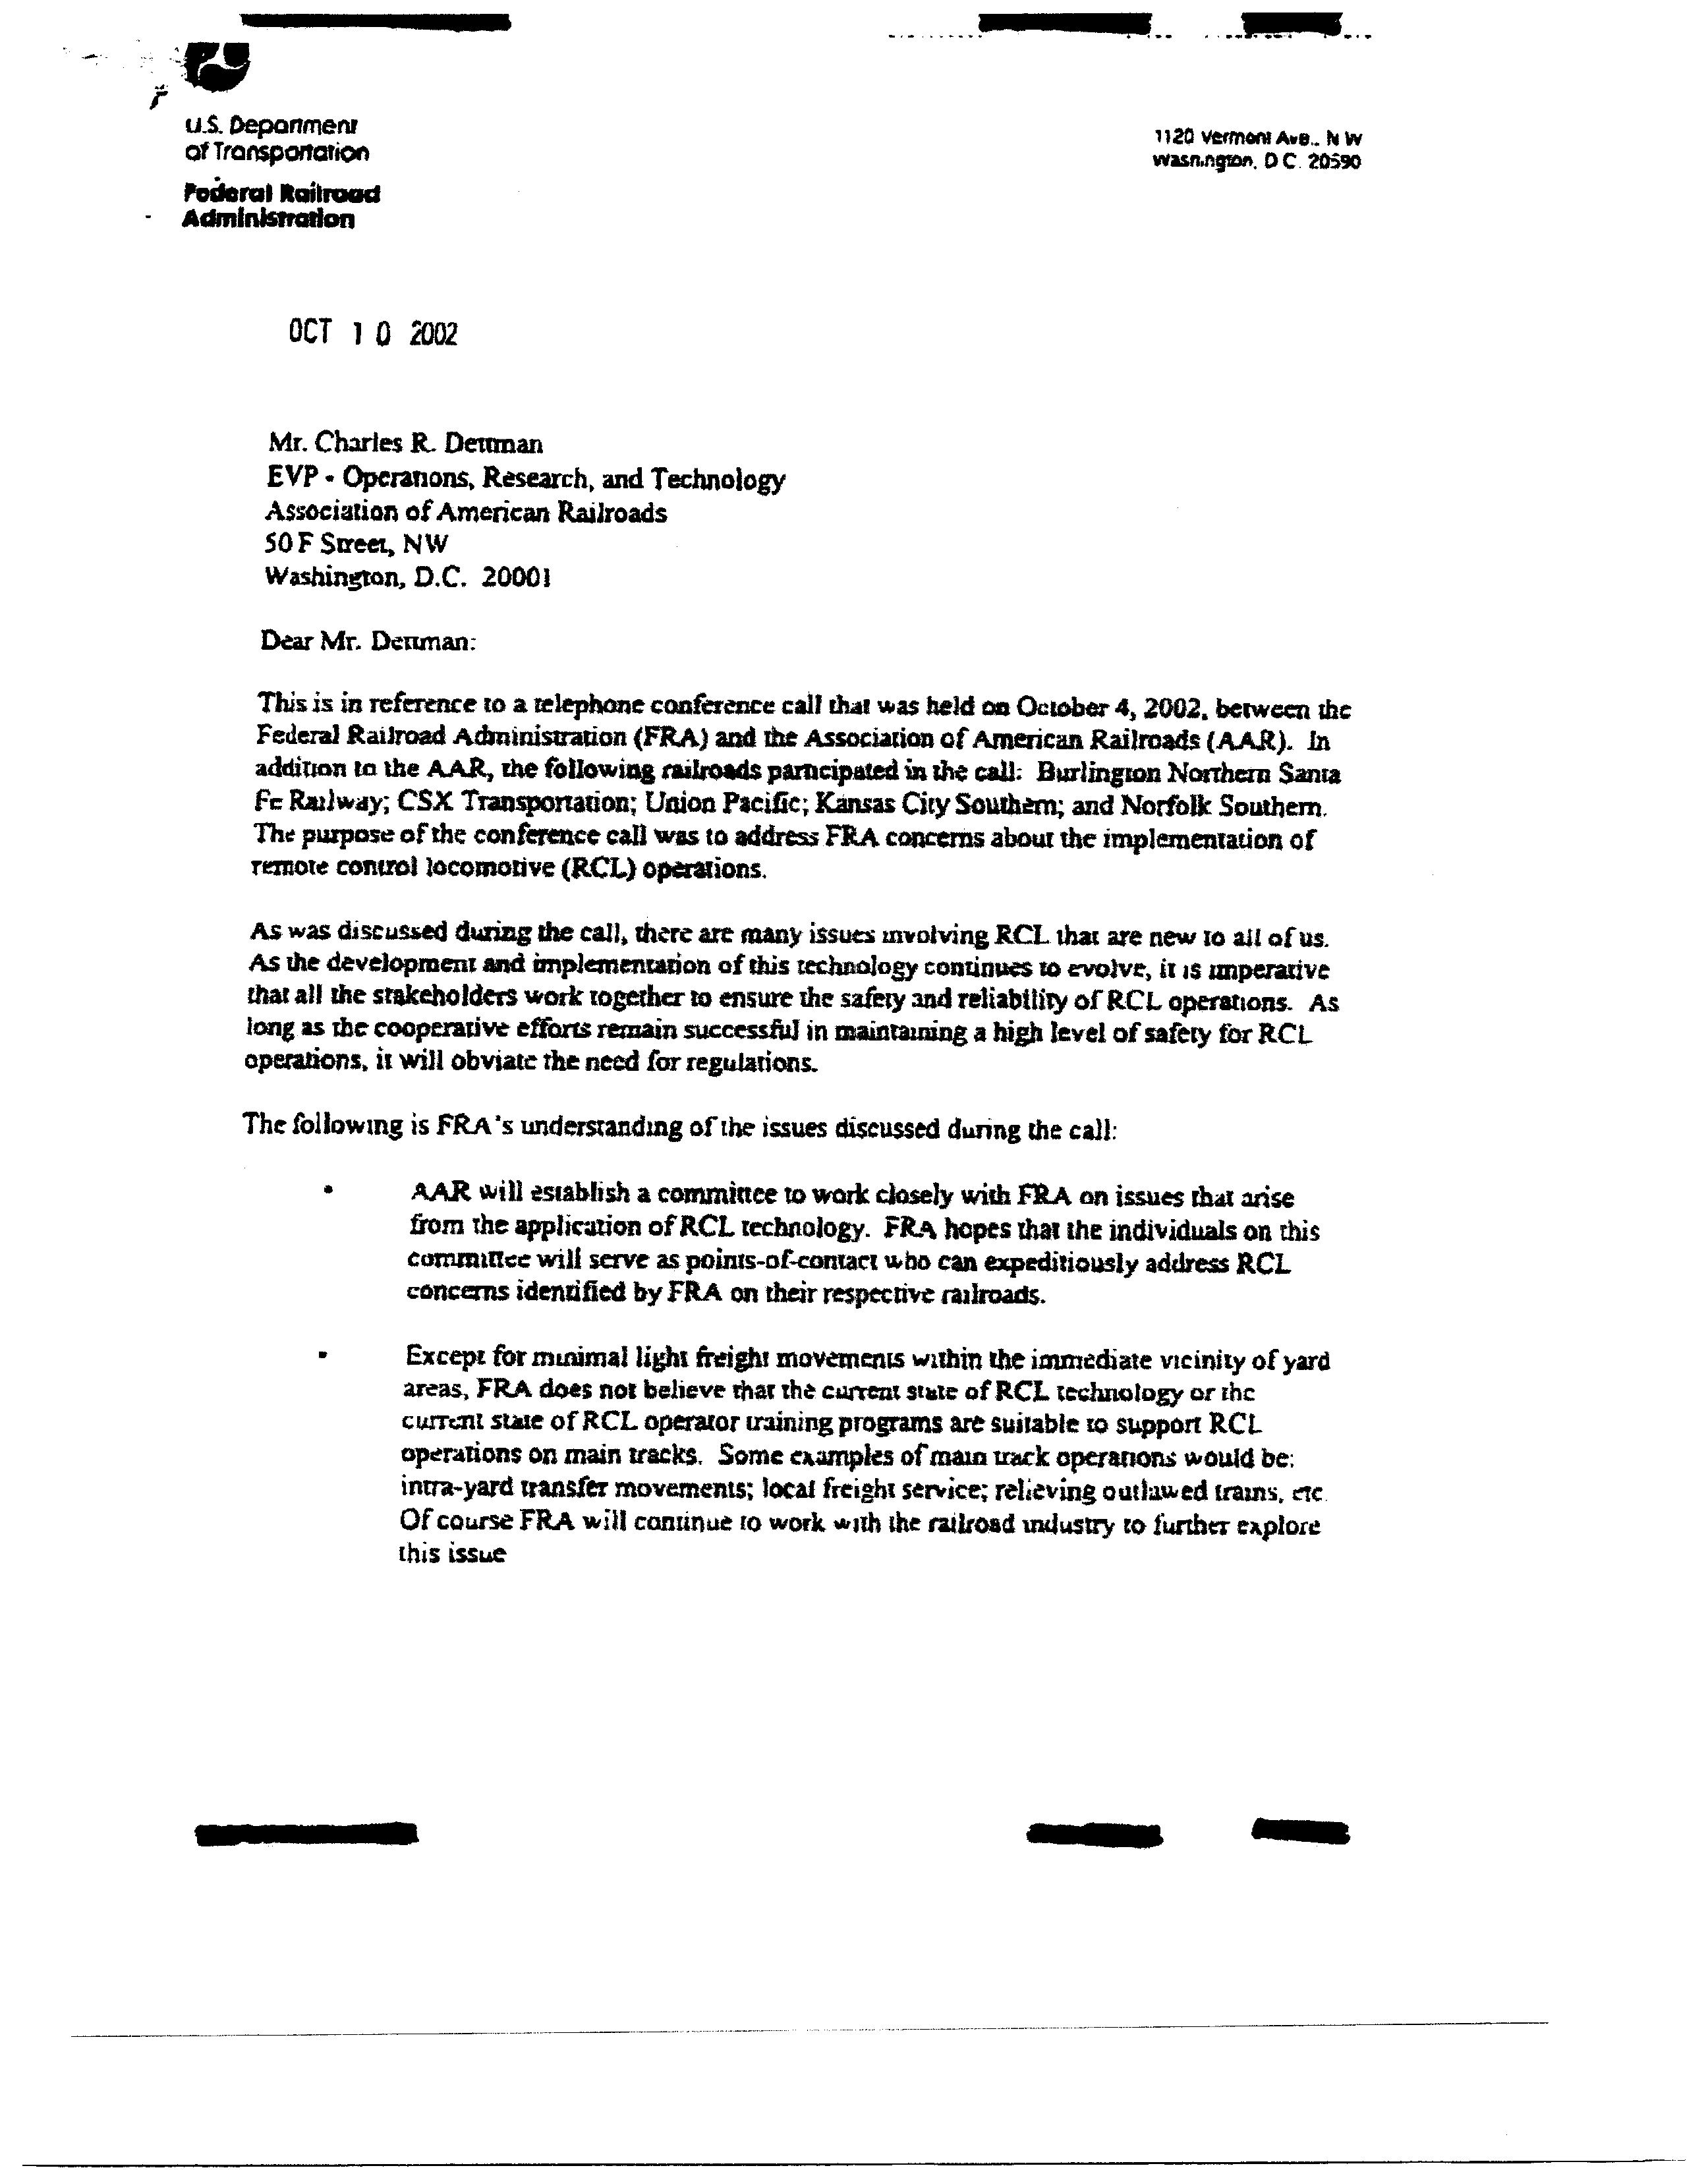 U.S. Department
of Transportation
Federal Railroad
Administration
1120 Vermont Ave., N W
Washington, D C. 20590
OCT 10 2002
Mr. Charles R. Dettman
EVP - Operations, Research, and Technology
Association of American Railroads
50 F Street, NW
Washington, D.C. 20001
Dear Mr. Dettman:
This is in reference to a telephone conference call that was held on October 4, 2002, between the
Federal Railroad Administration (FRA) and the Association of American Railroads (AAR). In
addition to the AAR, the following railroads participated in the call: Burlington Northern Santa
Fe Railway; CSX Transportation; Union Pacific; Kansas City Southern; and Norfolk Southern.
The purpose of the conference call was to address FRA concerns about the implementation of
remote control locomotive (RCL) operations.
As was discussed during the call, there are many issues involving RCL that are new to all of us.
As the development and implementation of this technology continues to evolve, it is imperative
that all the stakeholders work together to ensure the safety and reliability of RCL operations. As
long as the cooperative efforts remain successful in maintaining a high level of safety for RCL
operations, it will obviate the need for regulations.
The following is FRA's understanding of the issues discussed during the call:
• AAR will establish a committee to work closely with FRA on issues that arise
from the application of RCL technology. FRA hopes that the individuals on this
committee will serve as points-of-contact who can expeditiously address RCL
concerns identified by FRA on their respective railroads.
• Except for minimal light freight movements within the immediate vicinity of yard
areas, FRA does not believe that the current state of RCL technology or the
current state of RCL operator training programs are suitable to support RCL
operations on main tracks. Some examples of main track operations would be:
intra-yard transfer movements; local freight service; relieving outlawed trains, etc.
Of course FRA will continue to work with the railroad industry to further explore
this issue